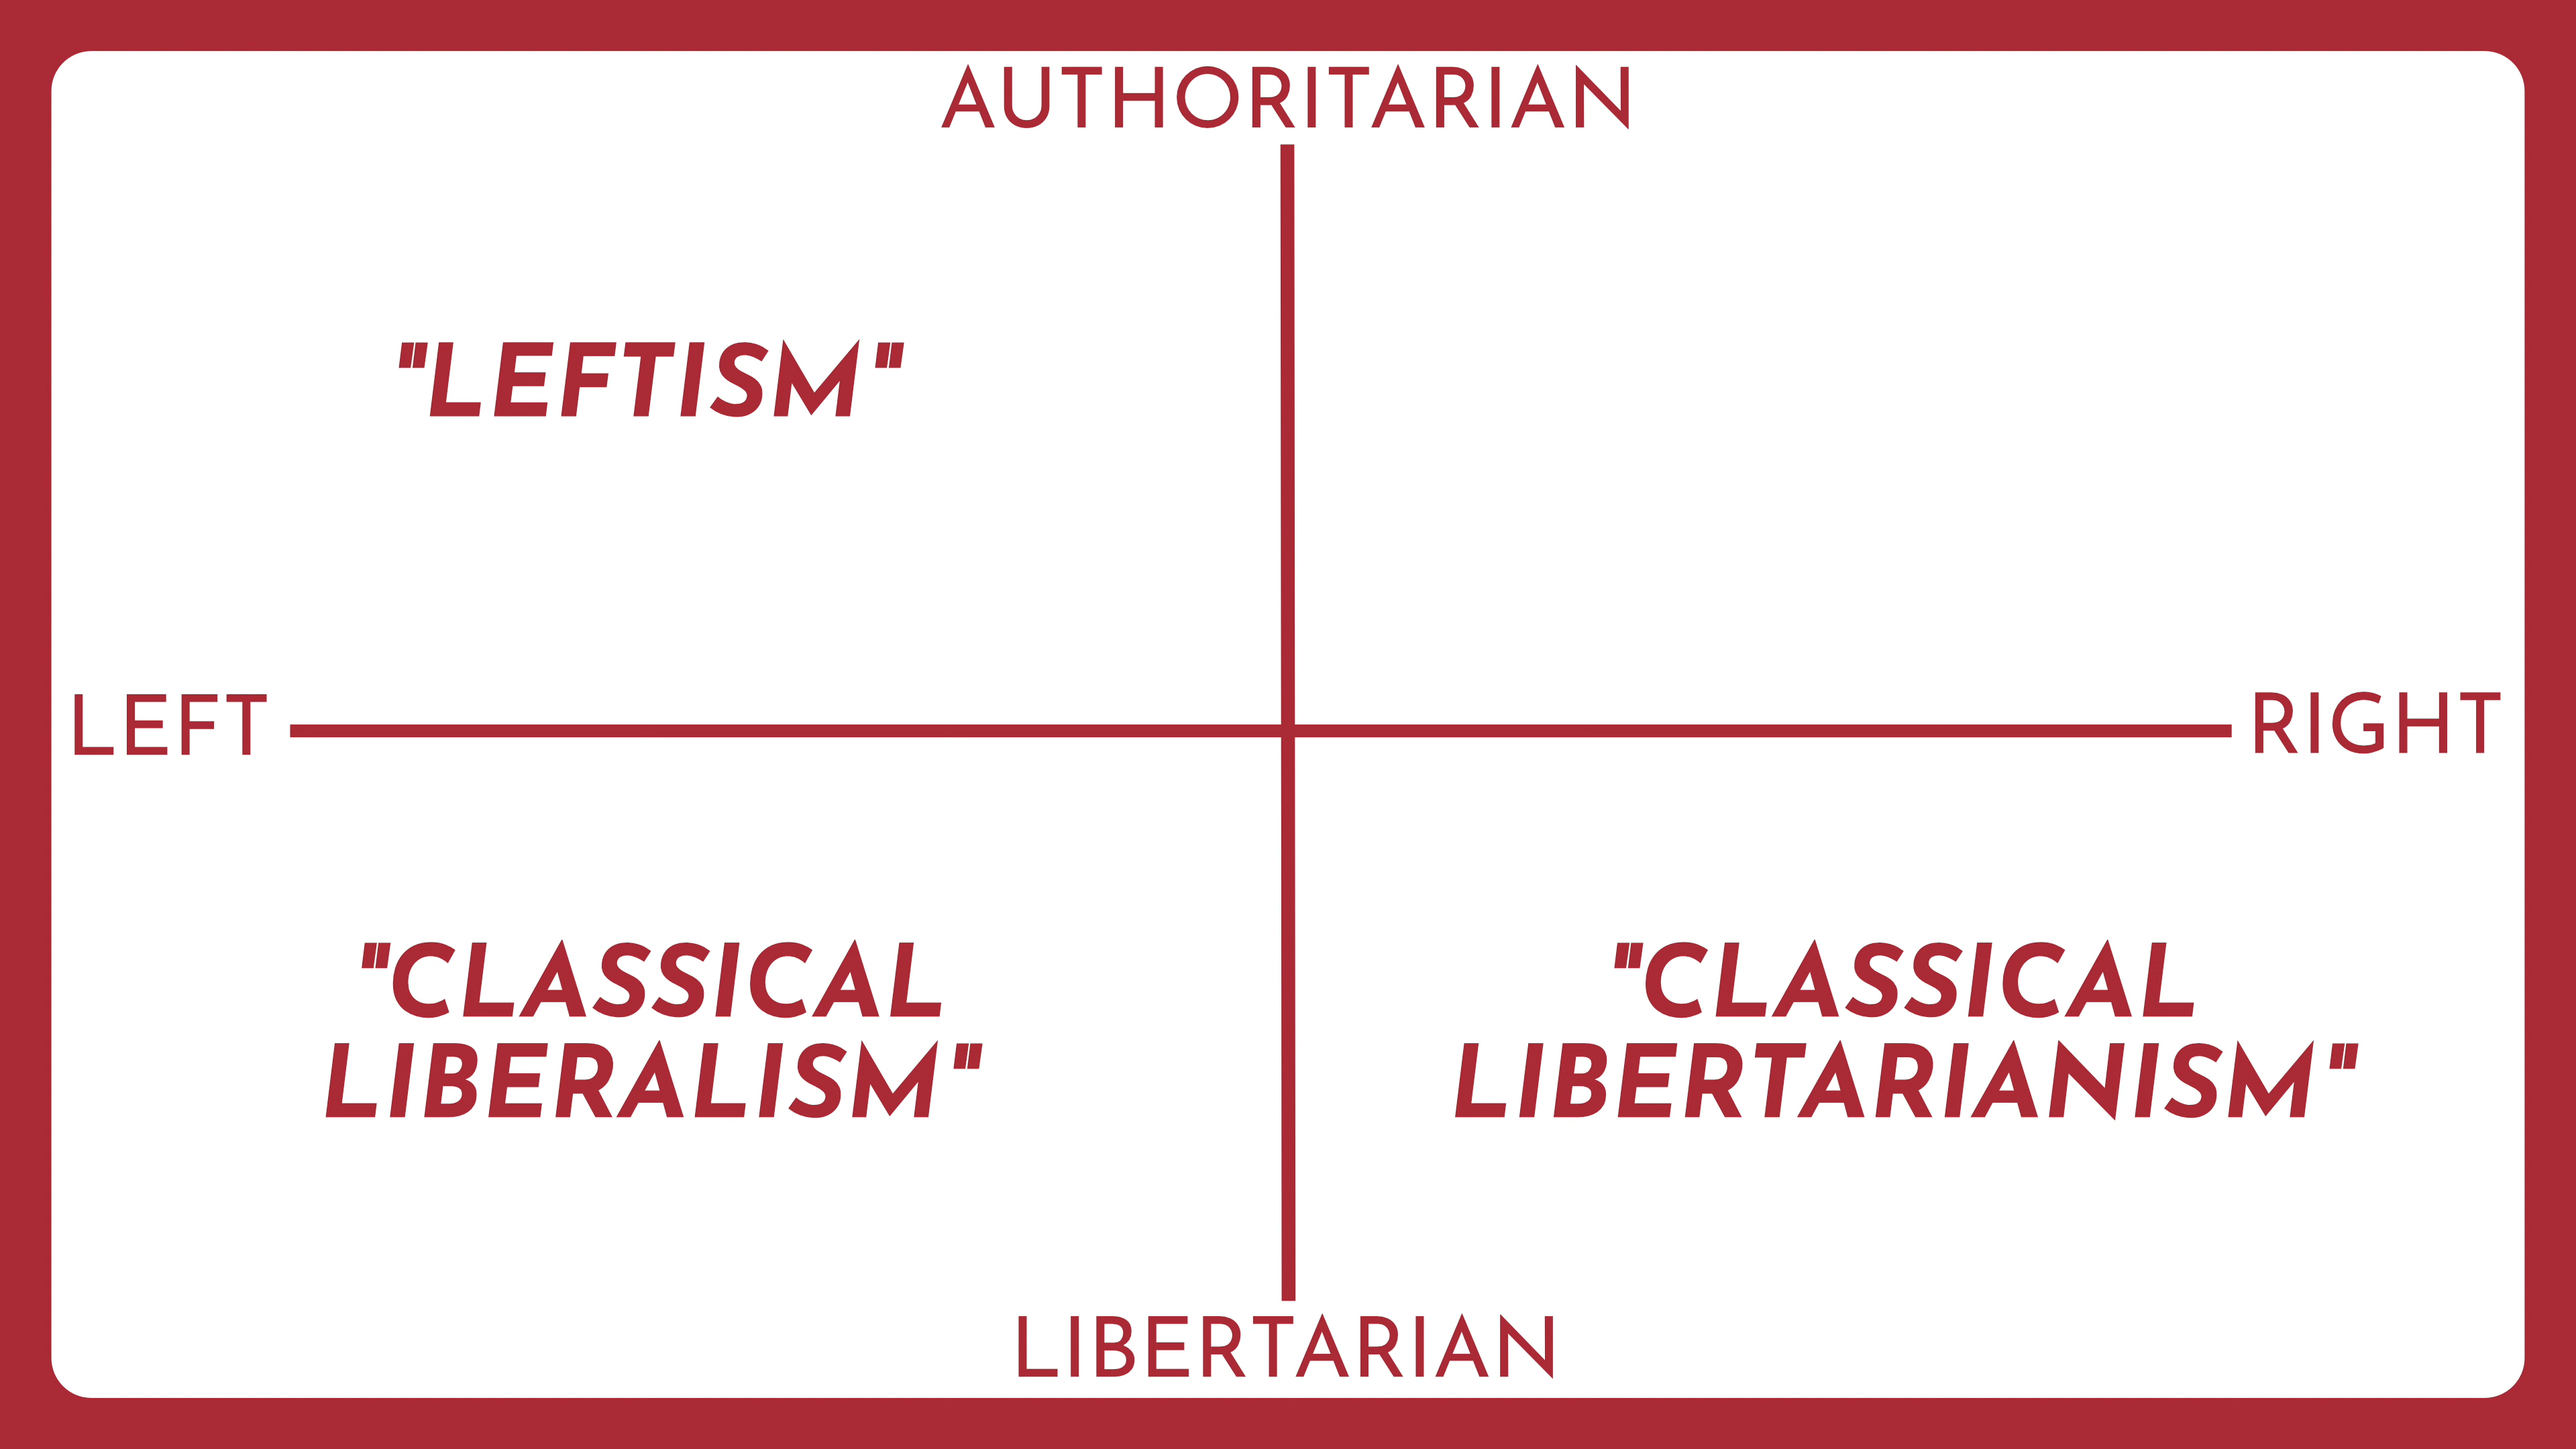 AUTHORITARIAN
"LEFTISM"
LEFT
RIGHT
"CLASSICAL
LIBERALISM"
"CLASSICAL
LIBERTARIANISM"
LIBERTARIAN